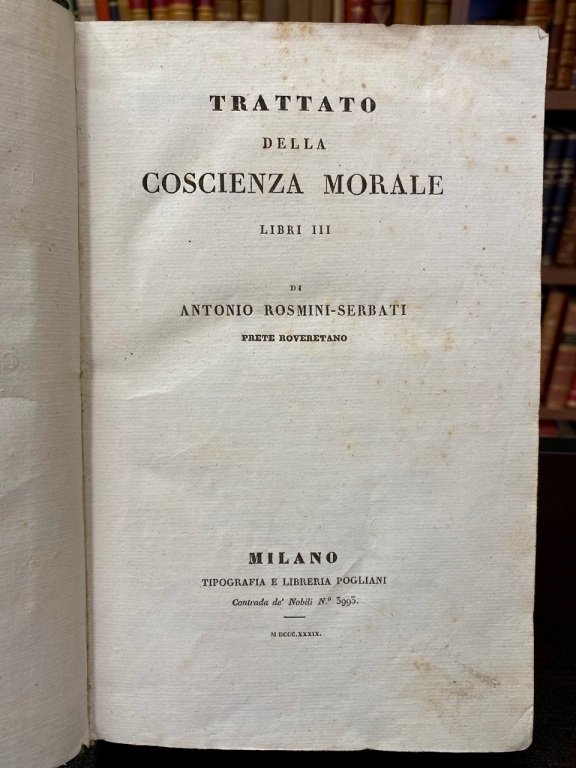 TRATTATO
DELLA
COSCIENZA MORALE
LIBRI III
DI
ANTONIO ROSMINI-SERBATI
PRETE ROVERETANO
MILANO
TIPOGRAFIA E LIBRERIA POGLIANI
Contrada de' Nobili N.º 3993.
M DCCC.XXXIX.